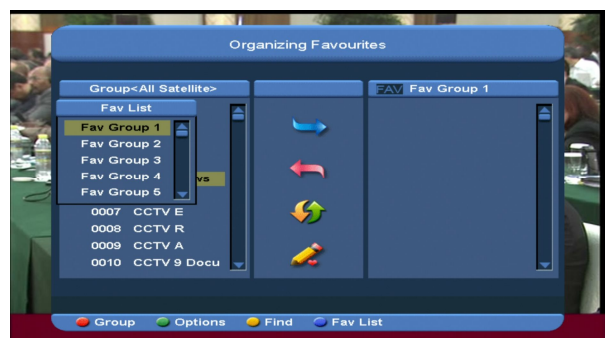 Organizing Favourites
Group<All Satellite>
FAV Fav Group 1
Fav List
Fav Group 1
Fav Group 2
Fav Group 3
Fav Group 4
vs
Fav Group 5
0007 CCTV E
0008 CCTV R
0009 CCTV A
0010 CCTV 9 Docu
Group Options Find Fav List